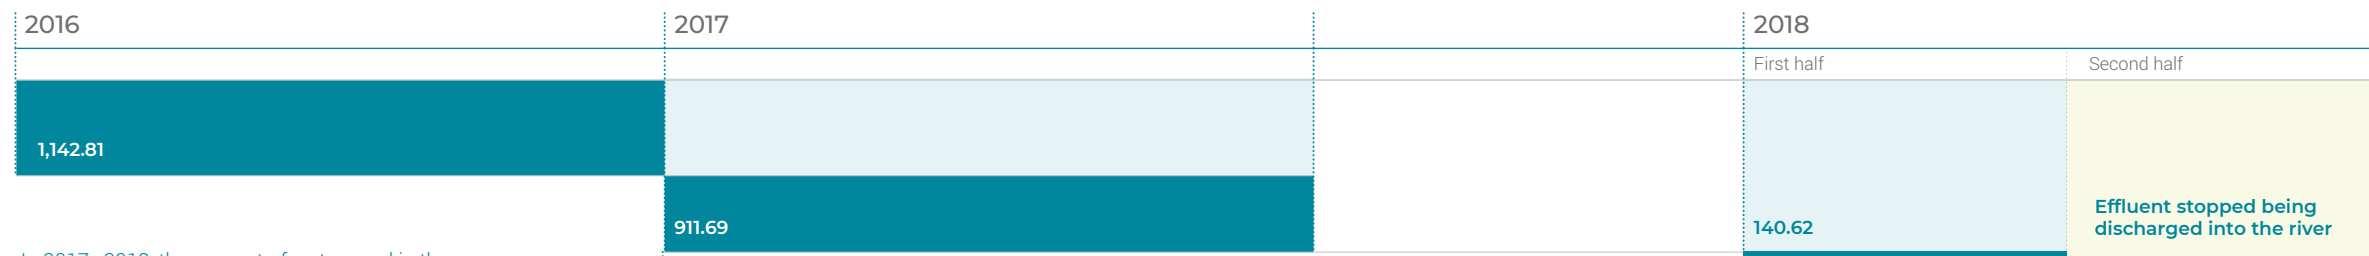 2016 2017 2018
First half Second half
1,142.81
911.69 140.62
Effluent stopped being
discharged into the river